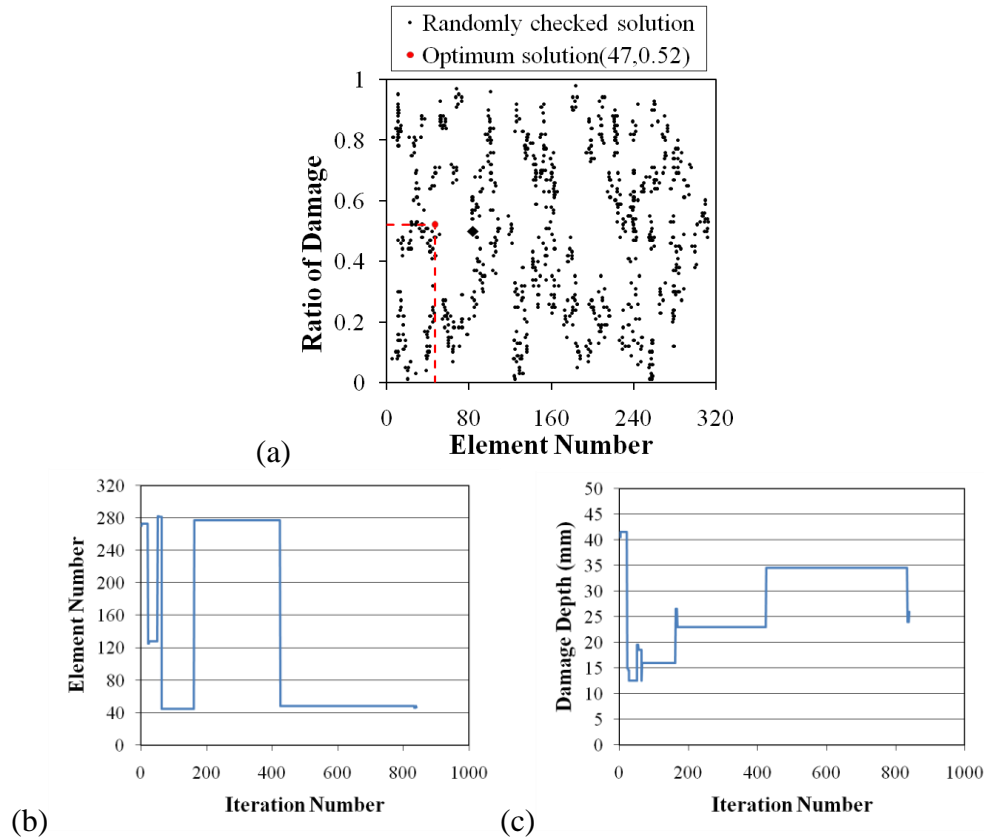 Randomly checked solution
Optimum solution(47,0.52)
1
0.8
0.6
0.4
0.2
0
Ratio of Damage
0 80 160 240 320
Element Number
(a)
320
280
240
200
160
120
80
40
0
Element Number
0 200 400 600 800 1000
Iteration Number
(b)
50
45
40
35
30
25
20
15
10
5
0
Damage Depth (mm)
0 200 400 600 800 1000
Iteration Number
(c)